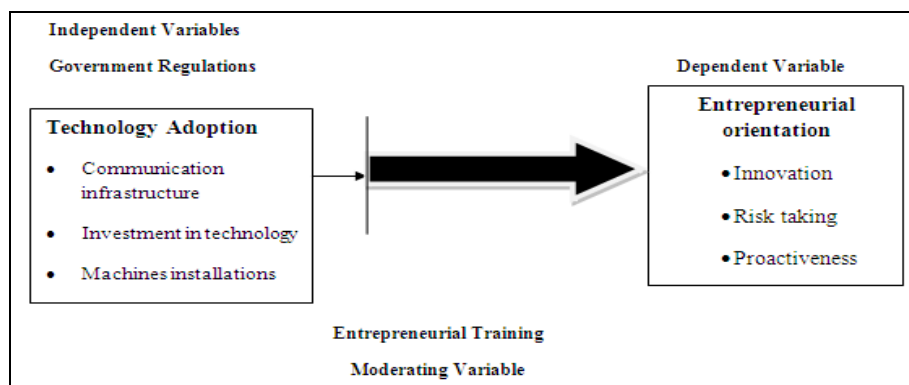 Independent Variables
Government Regulations
Dependent Variable
Technology Adoption
• Communication
infrastructure
• Investment in technology
• Machines installations
Entrepreneurial
orientation
• Innovation
• Risk taking
• Proactiveness
Entrepreneurial Training
Moderating Variable